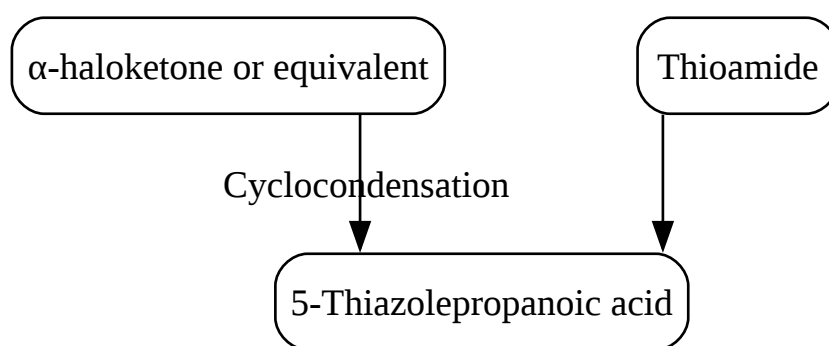 α-haloketone or equivalent
Thioamide
Cyclocondensation
5-Thiazolepropanoic acid